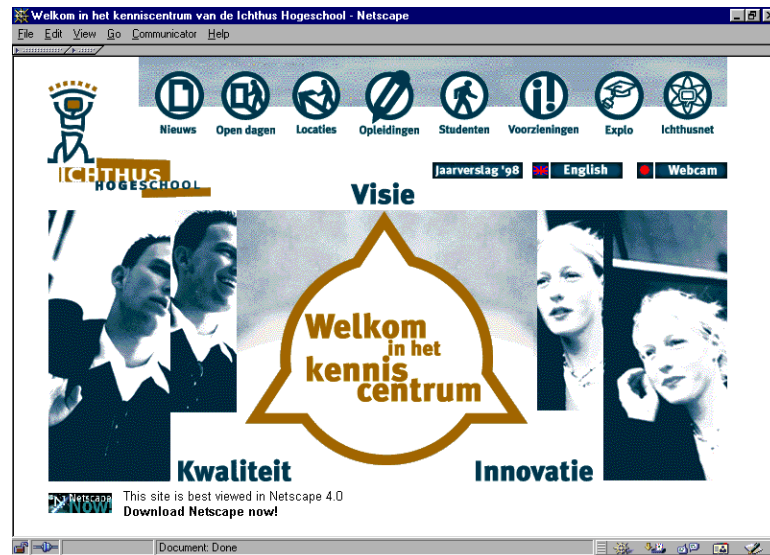 Welkom in het kenniscentrum van de Ichthus Hogeschool - Netscape
File Edit View Go Communicator Help
Nieuws Open dagen Locaties Opleidingen Studenten Voorzieningen Explo Ichthusnet
ICHTHUS
HOGESCHOOL
Jaarverslag '98 English Webcam
Visie
Welkom
in het
kennis
centrum
Kwaliteit Innovatie
Netscape
Now!
This site is best viewed in Netscape 4.0
Download Netscape now!
Document: Done